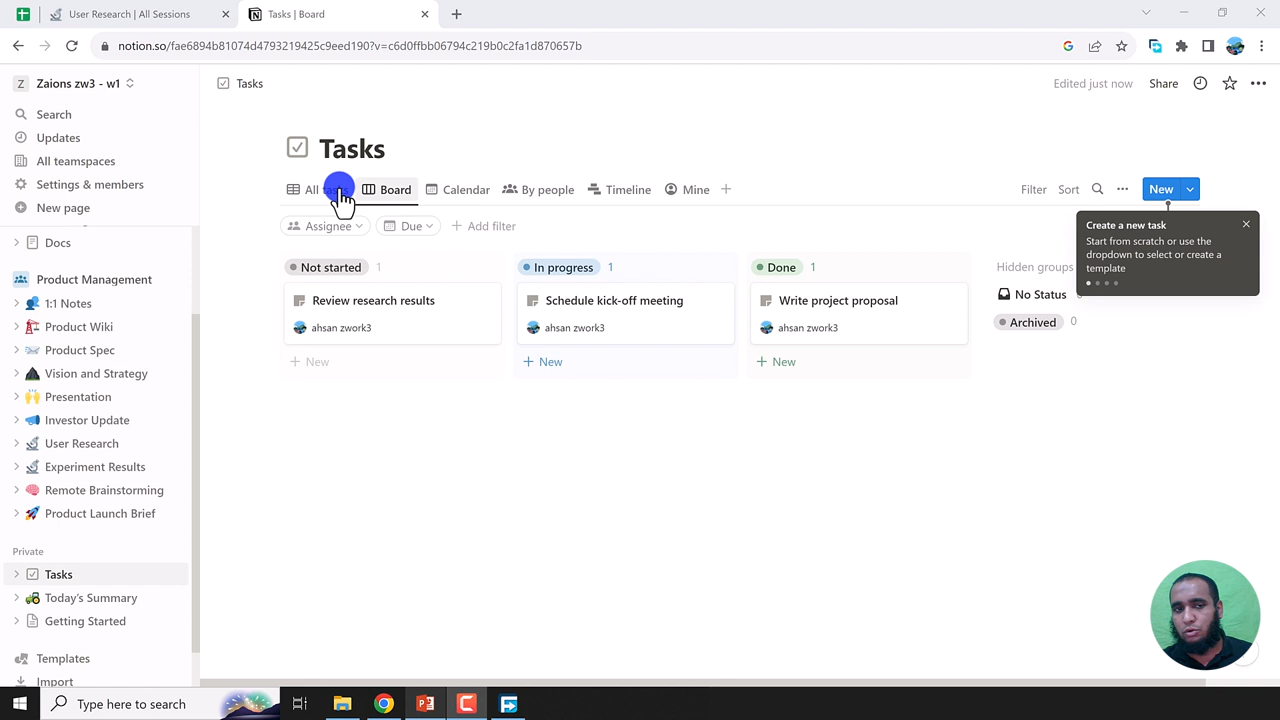 User Research | All Sessions
Tasks | Board
notion.so/fae6894b81074d4793219425c9eed190?v=c6d0ffbb06794c219b0c2fa1d870657b
Z Zaions zw3 - w1
Search
Updates
All teamspaces
Settings & members
New page
Docs
Product Management
1:1 Notes
Product Wiki
Product Spec
Vision and Strategy
Presentation
Investor Update
User Research
Experiment Results
Remote Brainstorming
Product Launch Brief
Private
Tasks
Today's Summary
Getting Started
Templates
Import
Tasks
Edited just now Share
Tasks
All tasks Board Calendar By people Timeline Mine
Filter Sort New
Assignee Due Add filter
Create a new task
Start from scratch or use the
dropdown to select or create a
template
Not started 1
Review research results
ahsan zwork3
New
In progress 1
Schedule kick-off meeting
ahsan zwork3
New
Done 1
Write project proposal
ahsan zwork3
New
Hidden groups
No Status
Archived 0
Type here to search